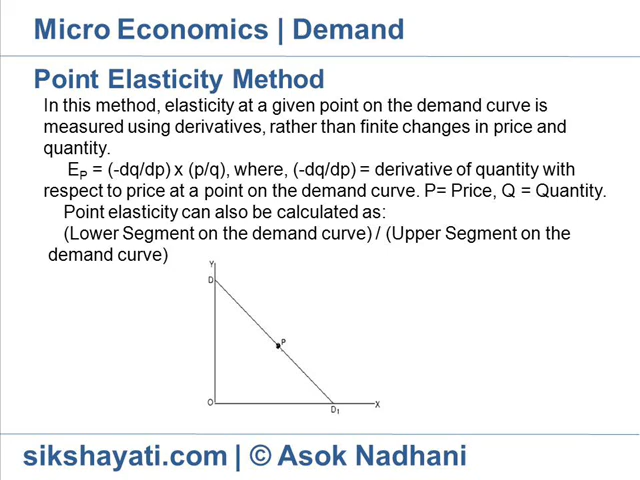 Micro Economics | Demand
Point Elasticity Method
In this method, elasticity at a given point on the demand curve is
measured using derivatives, rather than finite changes in price and
quantity.
E_P = (-dq/dp) x (p/q), where, (-dq/dp) = derivative of quantity with
respect to price at a point on the demand curve. P= Price, Q = Quantity.
Point elasticity can also be calculated as:
(Lower Segment on the demand curve) / (Upper Segment on the
demand curve)
Y
D
P
O
D₁
X
sikshayati.com | © Asok Nadhani